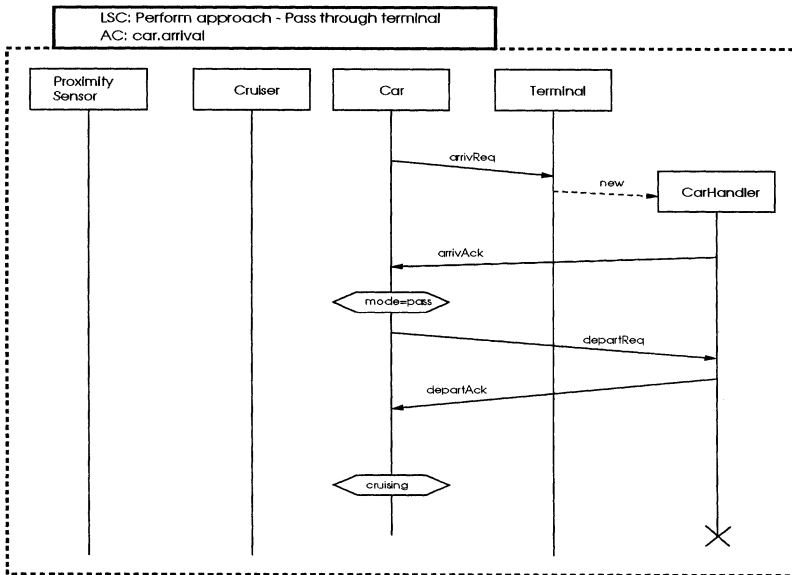 LSC: Perform approach - Pass through terminal
AC: car.arrival
Proximity
Sensor
Cruiser
Car
Terminal
arrivReq
new
CarHandler
arrivAck
mode=pass
departReq
departAck
cruising